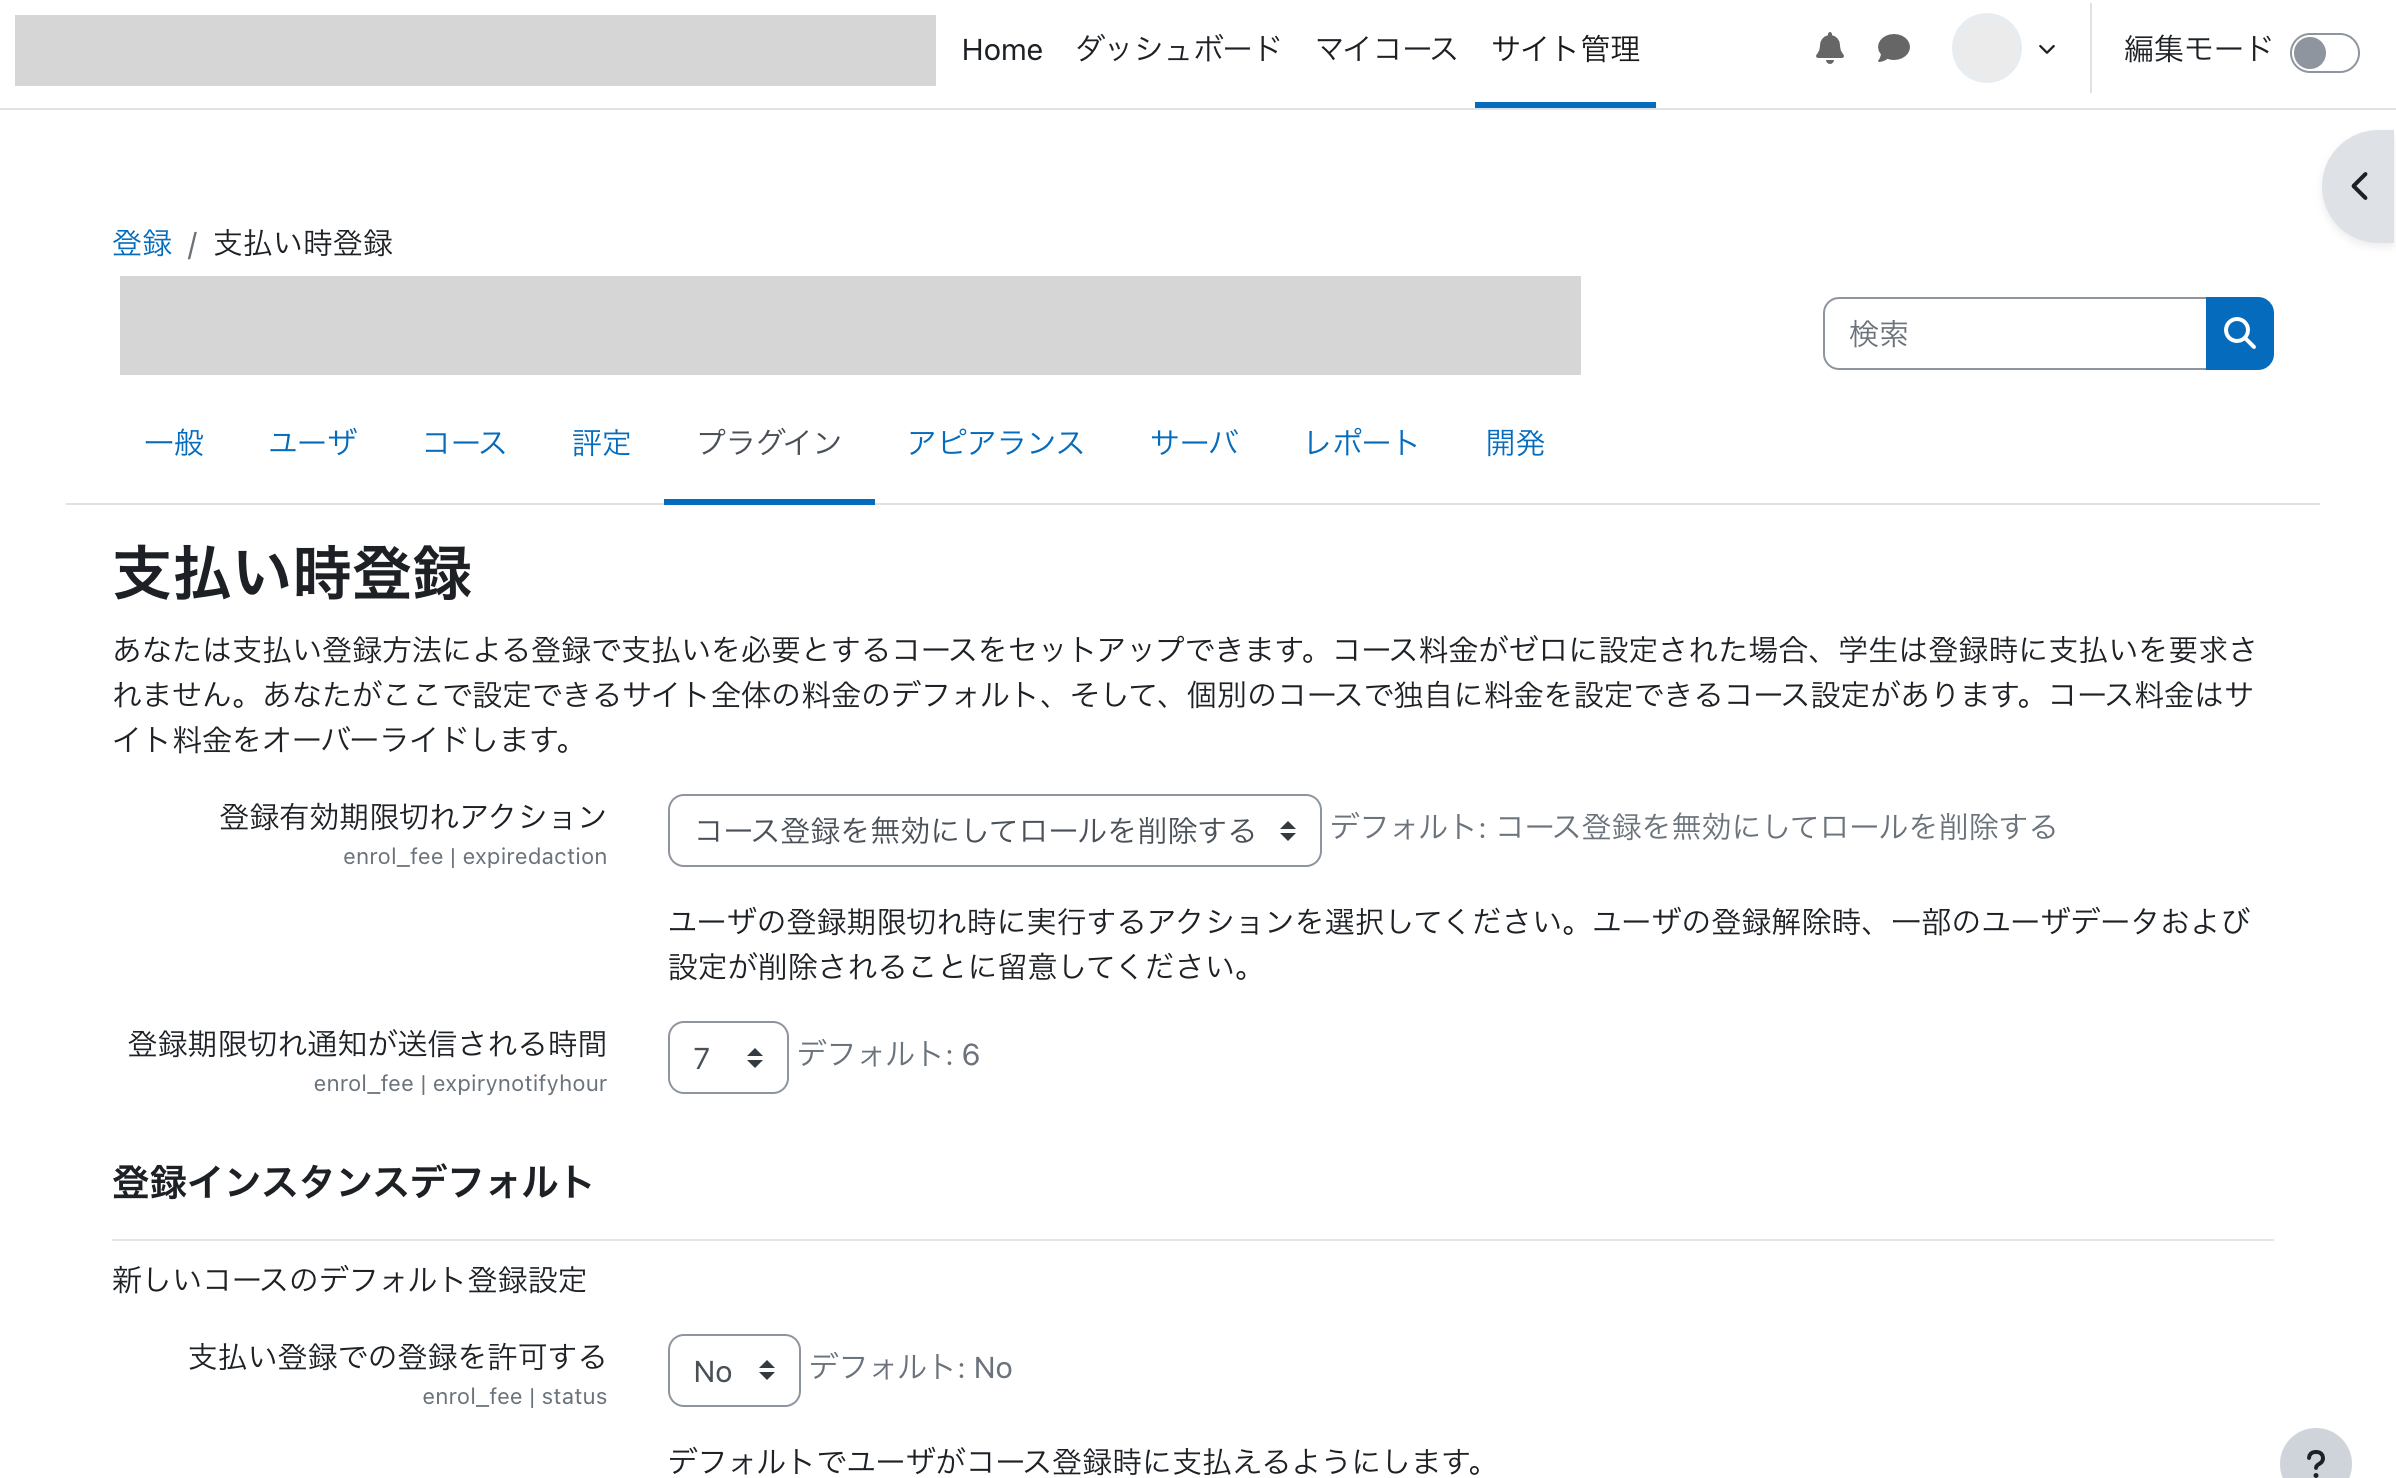 Home ダッシュボード マイコース サイト管理 編集モード
登録 / 支払い時登録
検索
一般 ユーザ コース 評定 プラグイン アピアランス サーバ レポート 開発
支払い時登録
あなたは支払い登録方法による登録で支払いを必要とするコースをセットアップできます。コース料金がゼロに設定された場合、学生は登録時に支払いを要求さ
れません。あなたがここで設定できるサイト全体の料金のデフォルト、そして、個別のコースで独自に料金を設定できるコース設定があります。コース料金はサ
イト料金をオーバーライドします。
登録有効期限切れアクション コース登録を無効にしてロールを削除する デフォルト: コース登録を無効にしてロールを削除する
enrol_fee | expiredaction
ユーザの登録期限切れ時に実行するアクションを選択してください。ユーザの登録解除時、一部のユーザデータおよび
設定が削除されることに留意してください。
登録期限切れ通知が送信される時間 7 デフォルト: 6
enrol_fee | expirynotifyhour
登録インスタンスデフォルト
新しいコースのデフォルト登録設定
支払い登録での登録を許可する No デフォルト: No
enrol_fee | status
デフォルトでユーザがコース登録時に支払えるようにします。
?